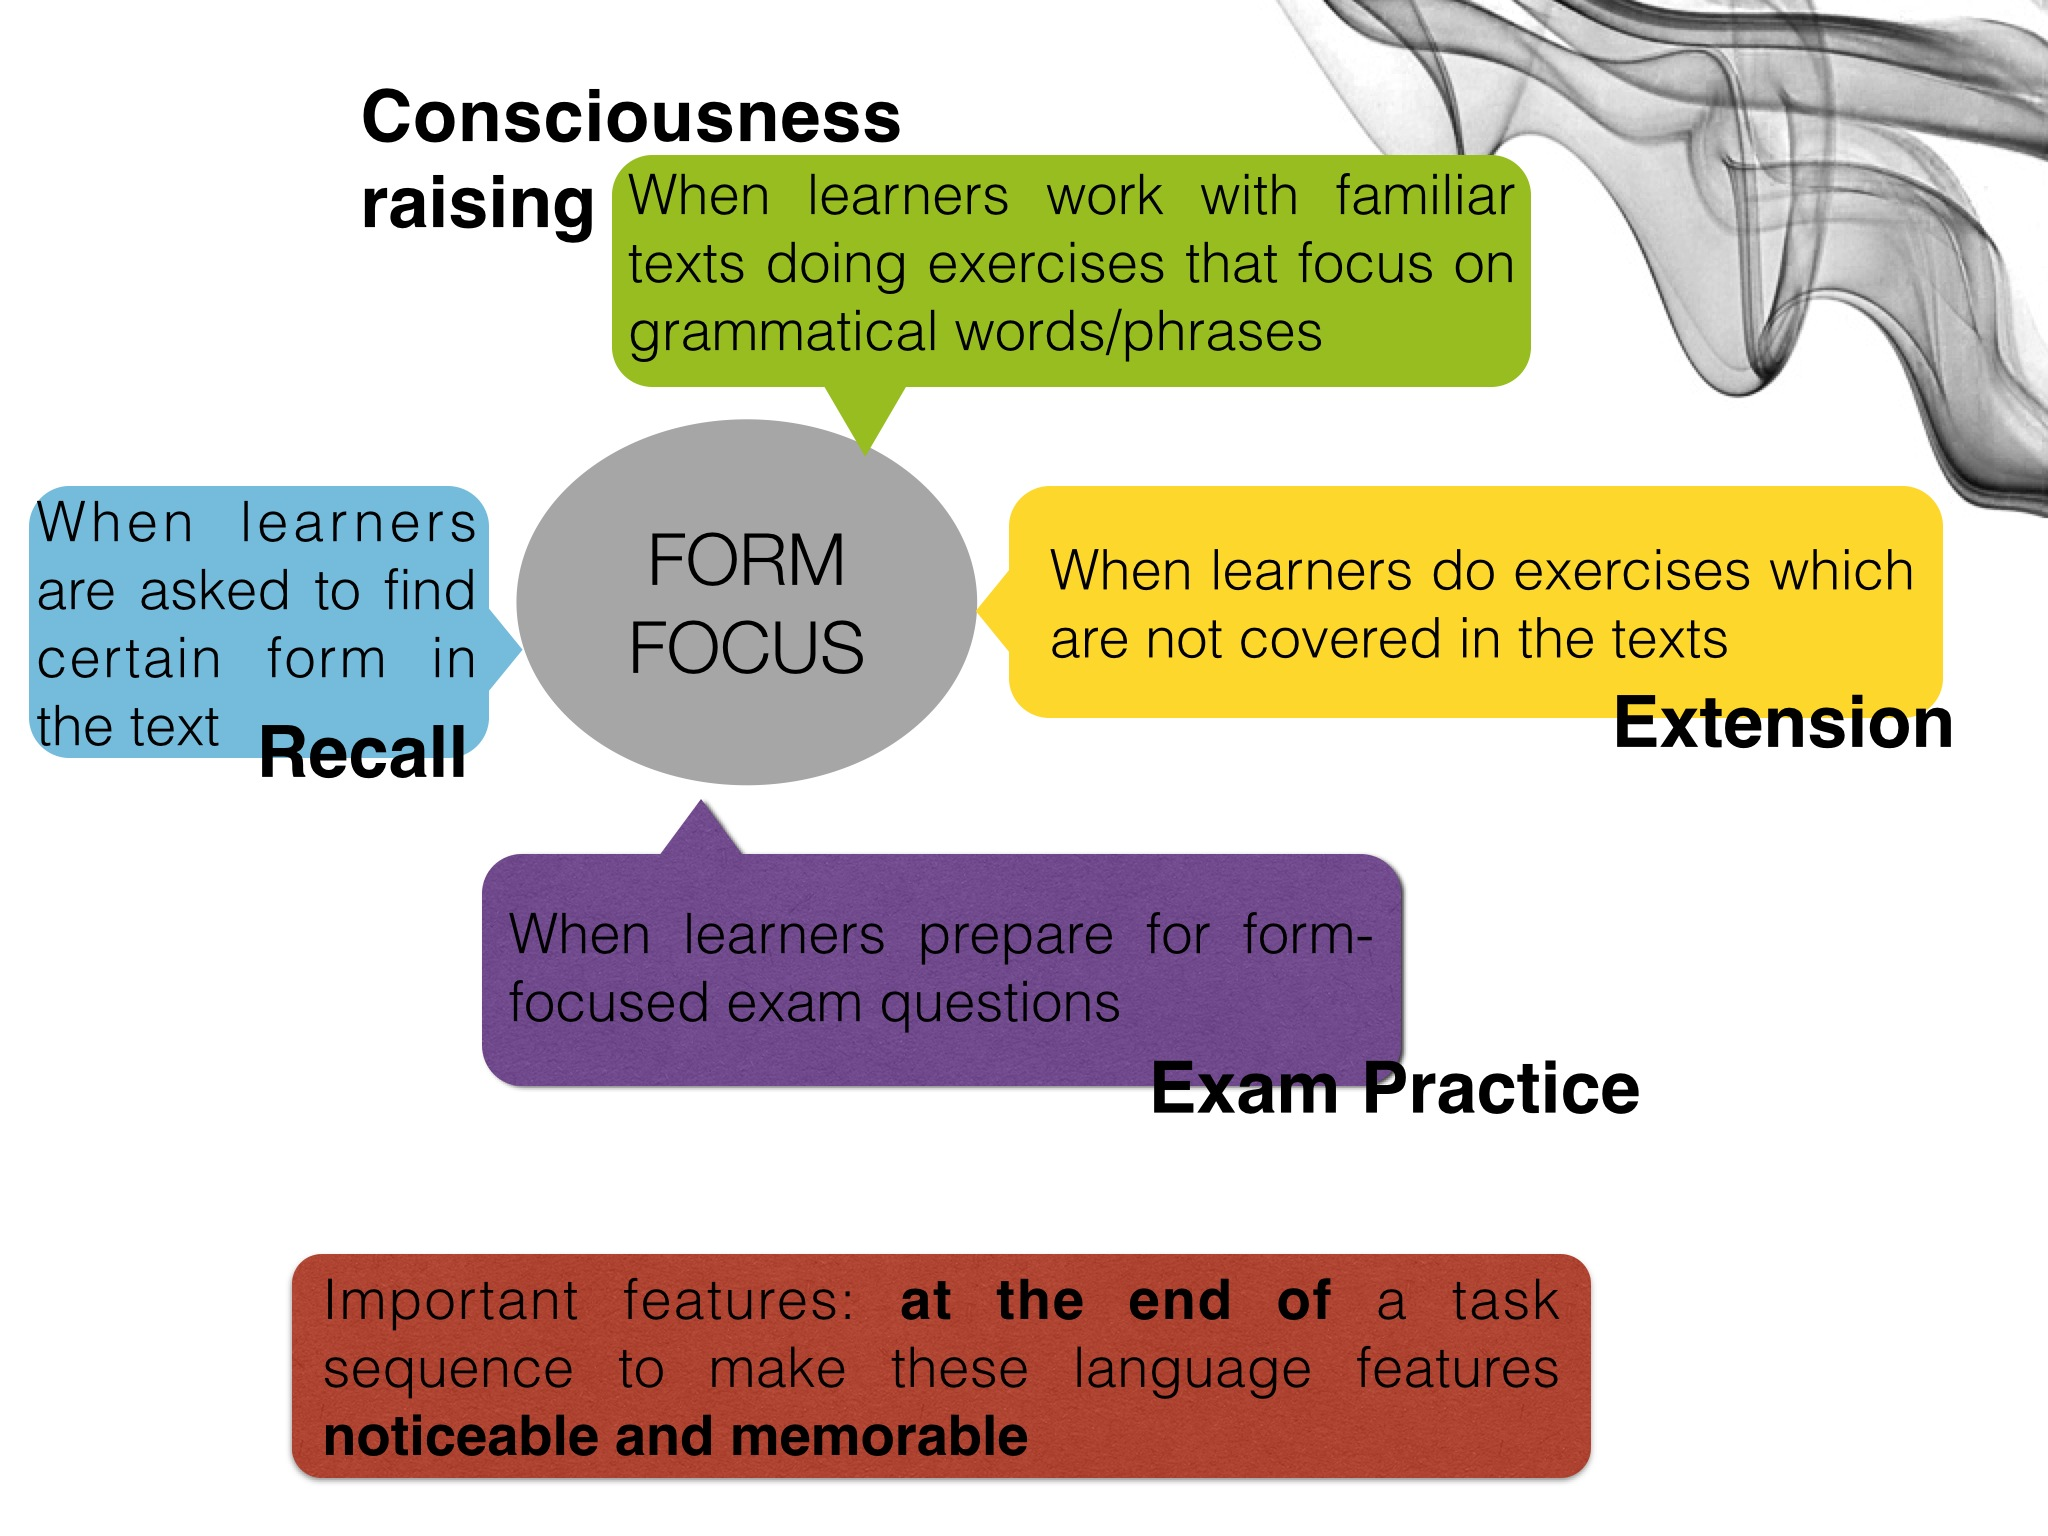 Consciousness
raising
When learners work with familiar
texts doing exercises that focus on
grammatical words/phrases
When learners
are asked to find
certain form in
the text
Recall
FORM
FOCUS
When learners do exercises which
are not covered in the texts
Extension
When learners prepare for form-
focused exam questions
Exam Practice
Important features: at the end of a task
sequence to make these language features
noticeable and memorable